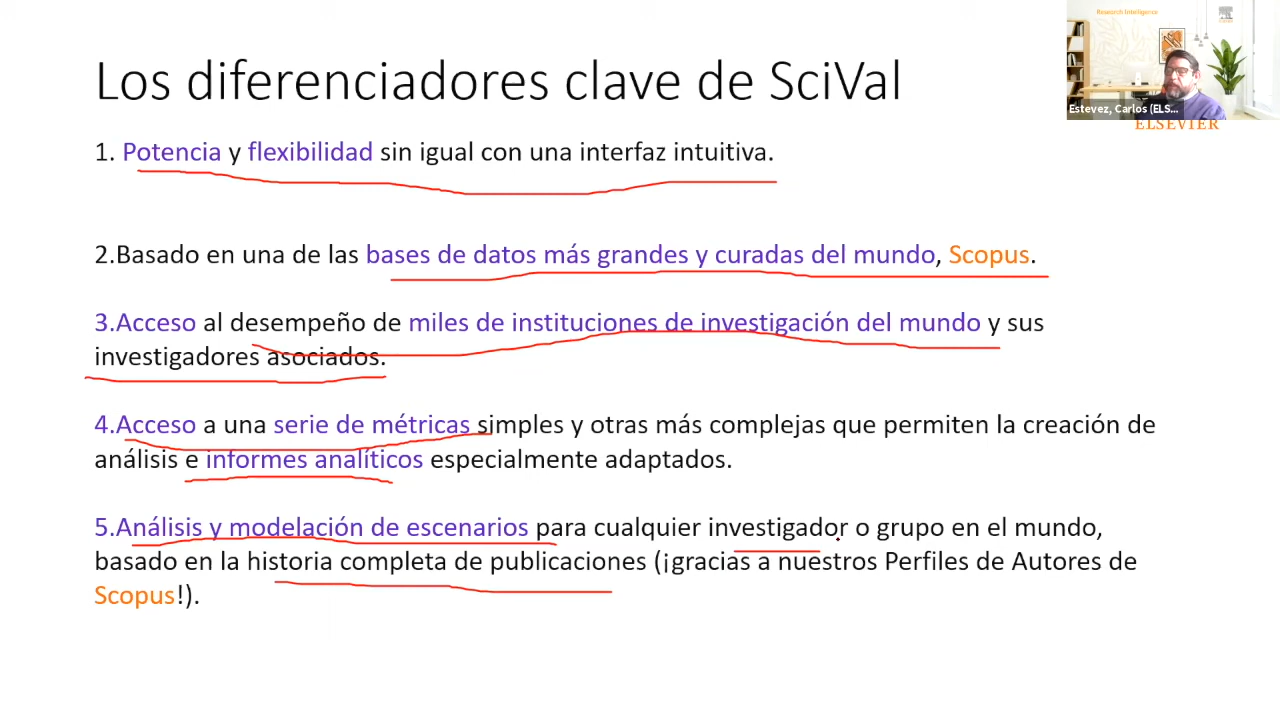 Research Intelligence
Los diferenciadores clave de SciVal
Estevez, Carlos (ELS...
ELSEVIER
1. Potencia y flexibilidad sin igual con una interfaz intuitiva.
2.Basado en una de las bases de datos más grandes y curadas del mundo, Scopus.
3.Acceso al desempeño de miles de instituciones de investigación del mundo y sus
investigadores asociados.
4.Acceso a una serie de métricas simples y otras más complejas que permiten la creación de
análisis e informes analíticos especialmente adaptados.
5.Análisis y modelación de escenarios para cualquier investigador o grupo en el mundo,
basado en la historia completa de publicaciones (¡gracias a nuestros Perfiles de Autores de
Scopus!).